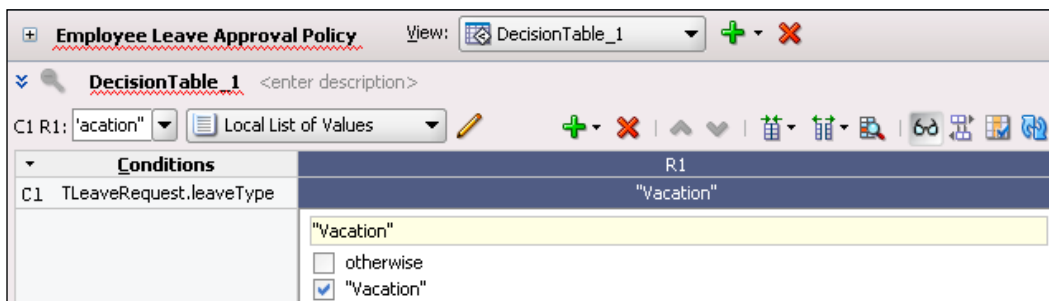 Employee Leave Approval Policy View: DecisionTable_1
DecisionTable_1 <enter description>
C1 R1: 'acation" Local List of Values
Conditions R1
C1 TLeaveRequest.leaveType "Vacation"
"Vacation"
otherwise
"Vacation"